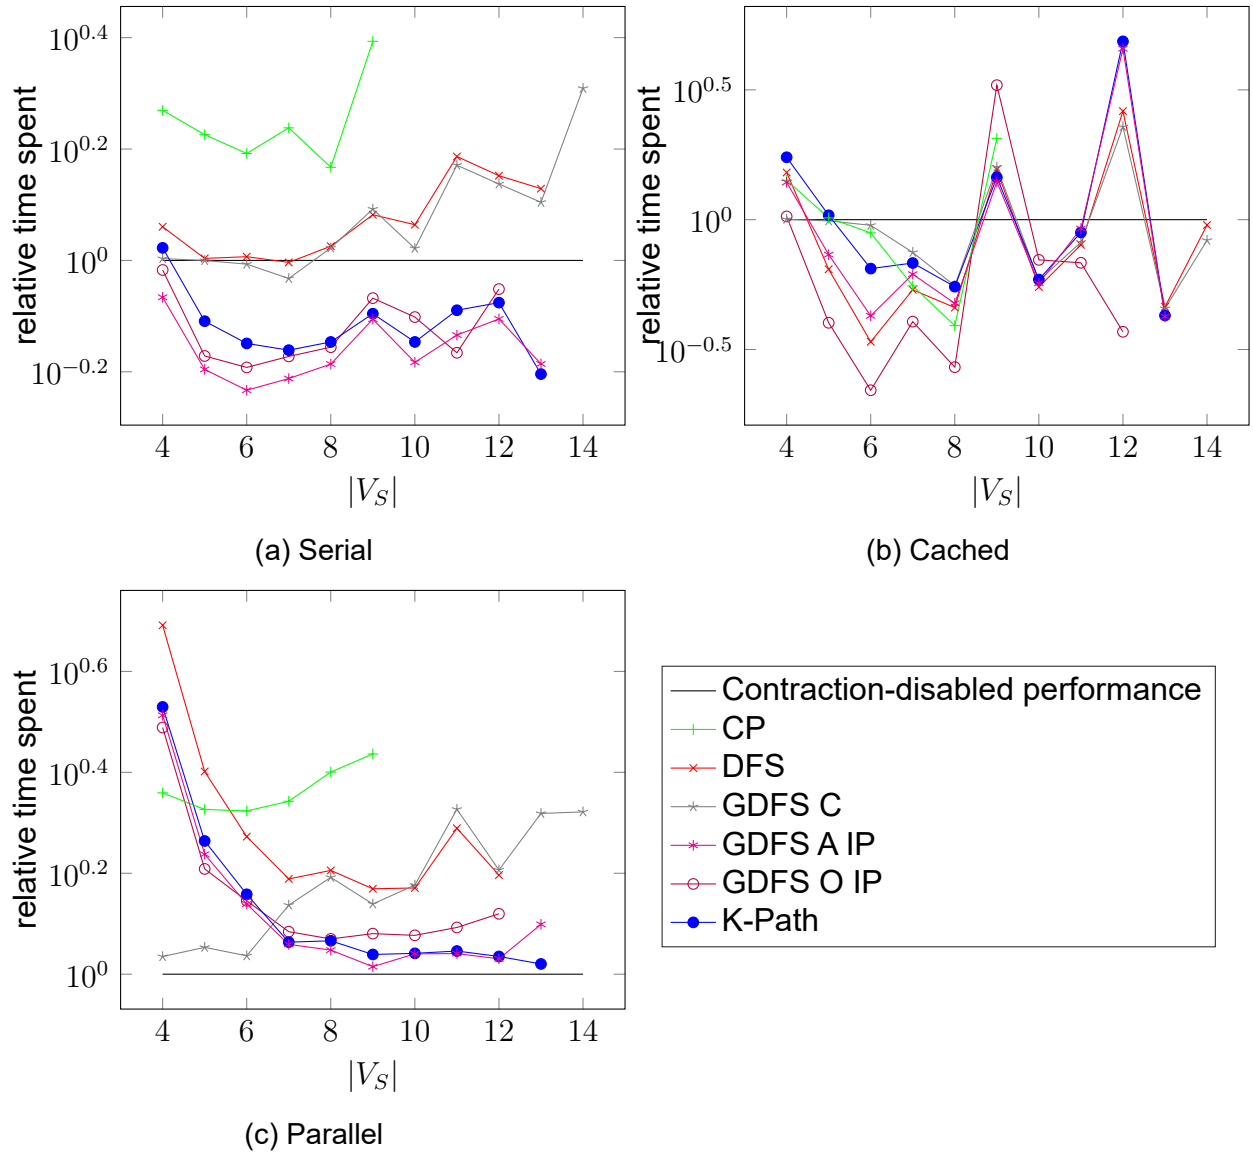 relative time spent
10^0.4
10^0.2
10^0
10^−0.2
4 6 8 10 12 14
|V_S|
(a) Serial
relative time spent
10^0.5
10^0
10^−0.5
4 6 8 10 12 14
|V_S|
(b) Cached
relative time spent
10^0.6
10^0.4
10^0.2
10^0
4 6 8 10 12 14
|V_S|
(c) Parallel
Contraction-disabled performance
CP
DFS
GDFS C
GDFS A IP
GDFS O IP
K-Path